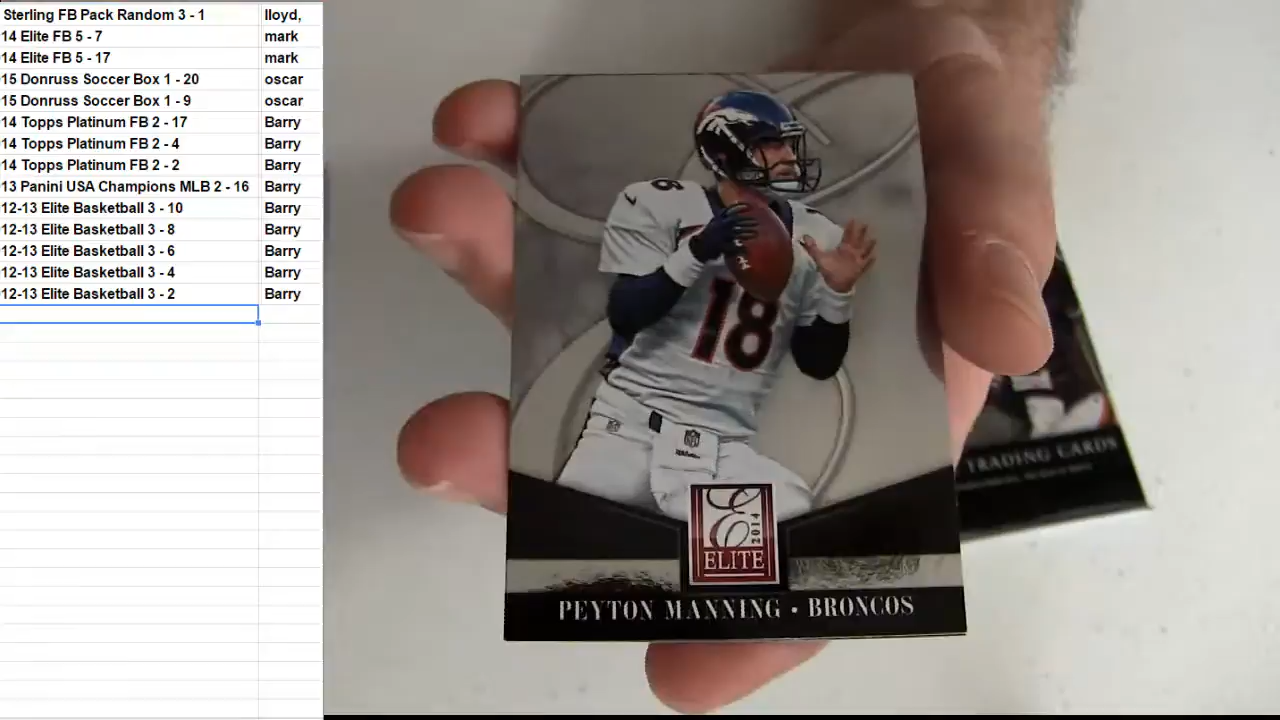 Sterling FB Pack Random 3 - 1 lloyd,
14 Elite FB 5 - 7 mark
14 Elite FB 5 - 17 mark
15 Donruss Soccer Box 1 - 20 oscar
15 Donruss Soccer Box 1 - 9 oscar
14 Topps Platinum FB 2 - 17 Barry
14 Topps Platinum FB 2 - 4 Barry
14 Topps Platinum FB 2 - 2 Barry
13 Panini USA Champions MLB 2 - 16 Barry
12-13 Elite Basketball 3 - 10 Barry
12-13 Elite Basketball 3 - 8 Barry
12-13 Elite Basketball 3 - 6 Barry
12-13 Elite Basketball 3 - 4 Barry
12-13 Elite Basketball 3 - 2 Barry
18
E 2014
ELITE
PEYTON MANNING • BRONCOS
TRADING CARDS